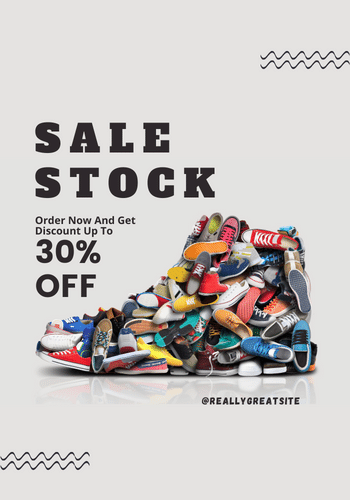 SALE
STOCK
Order Now And Get
Discount Up To
30%
OFF
@REALLYGREATSITE